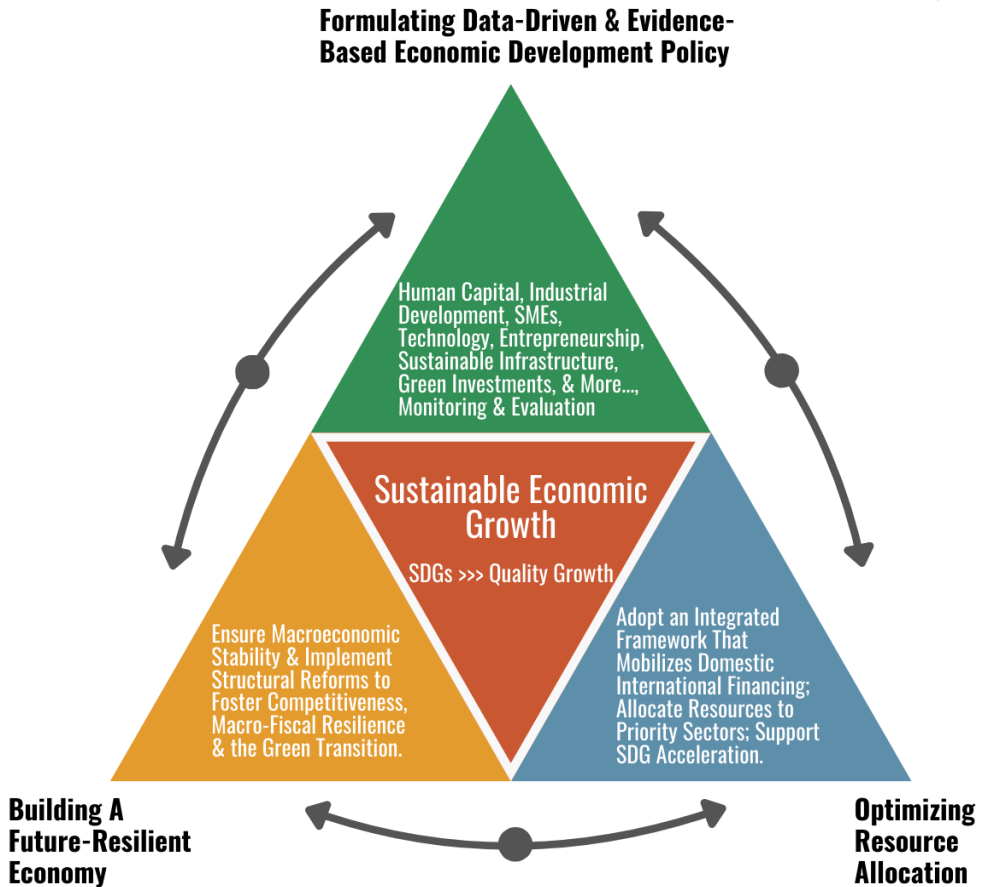 Formulating Data-Driven & Evidence-
Based Economic Development Policy
Human Capital, Industrial
Development, SMEs,
Technology, Entrepreneurship,
Sustainable Infrastructure,
Green Investments, & More...,
Monitoring & Evaluation
Sustainable Economic
Growth
SDGs >>> Quality Growth
Ensure Macroeconomic
Stability & Implement
Structural Reforms to
Foster Competitiveness,
Macro-Fiscal Resilience
& the Green Transition.
Adopt an Integrated
Framework That
Mobilizes Domestic
International Financing;
Allocate Resources to
Priority Sectors; Support
SDG Acceleration.
Building A
Future-Resilient
Economy
Optimizing
Resource
Allocation